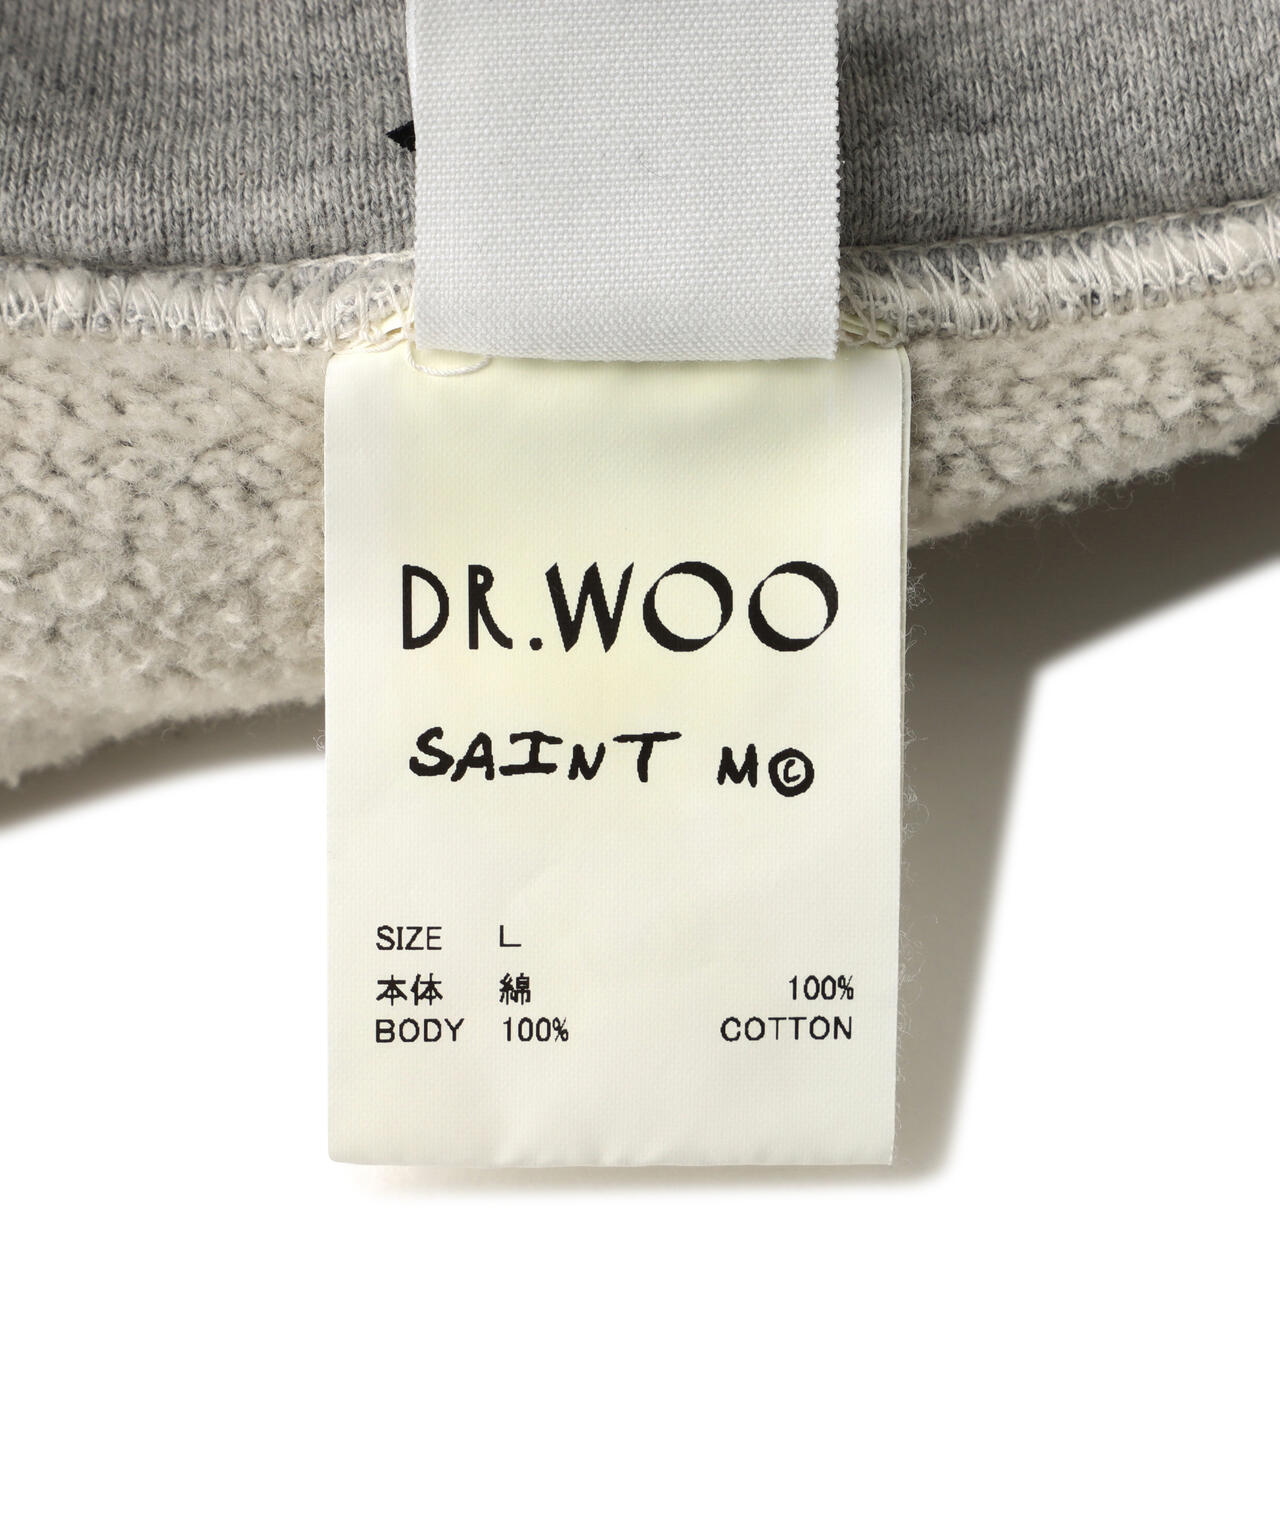 DR.WOO
SAINT M©
SIZE L
本体 綿 100%
BODY 100% COTTON